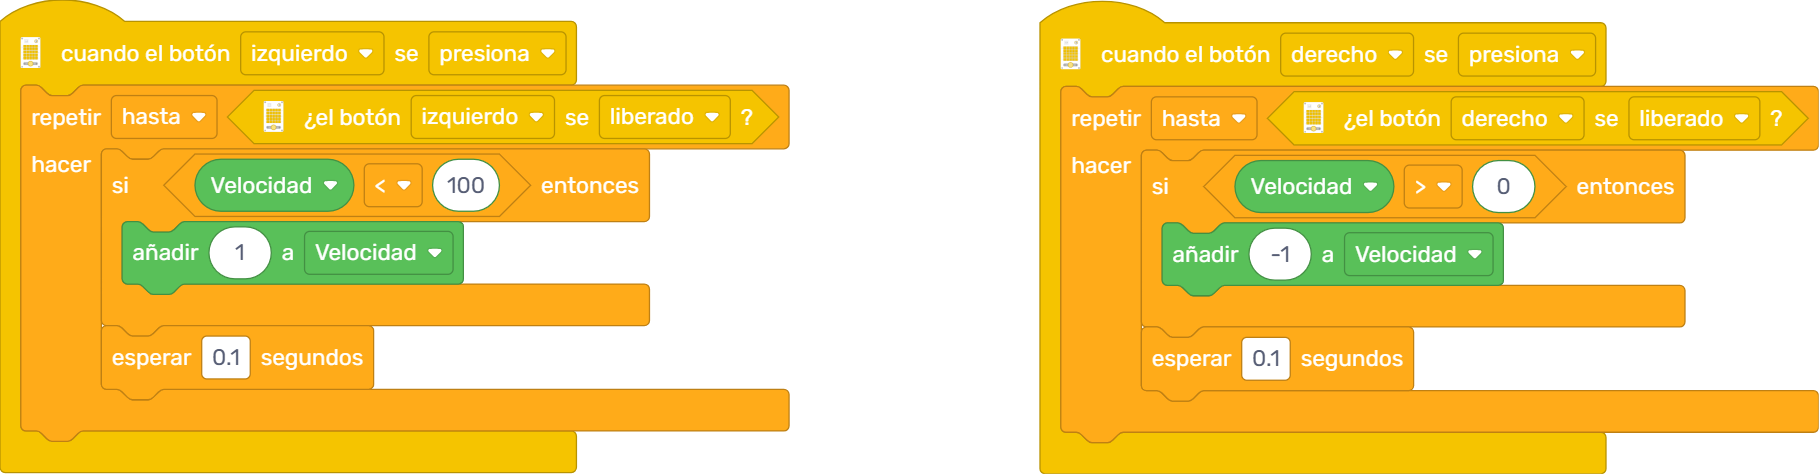 cuando el botón izquierdo se presiona
repetir hasta ¿el botón izquierdo se liberado ?
hacer
si Velocidad < 100 entonces
añadir 1 a Velocidad
esperar 0.1 segundos
cuando el botón derecho se presiona
repetir hasta ¿el botón derecho se liberado ?
hacer
si Velocidad > 0 entonces
añadir -1 a Velocidad
esperar 0.1 segundos